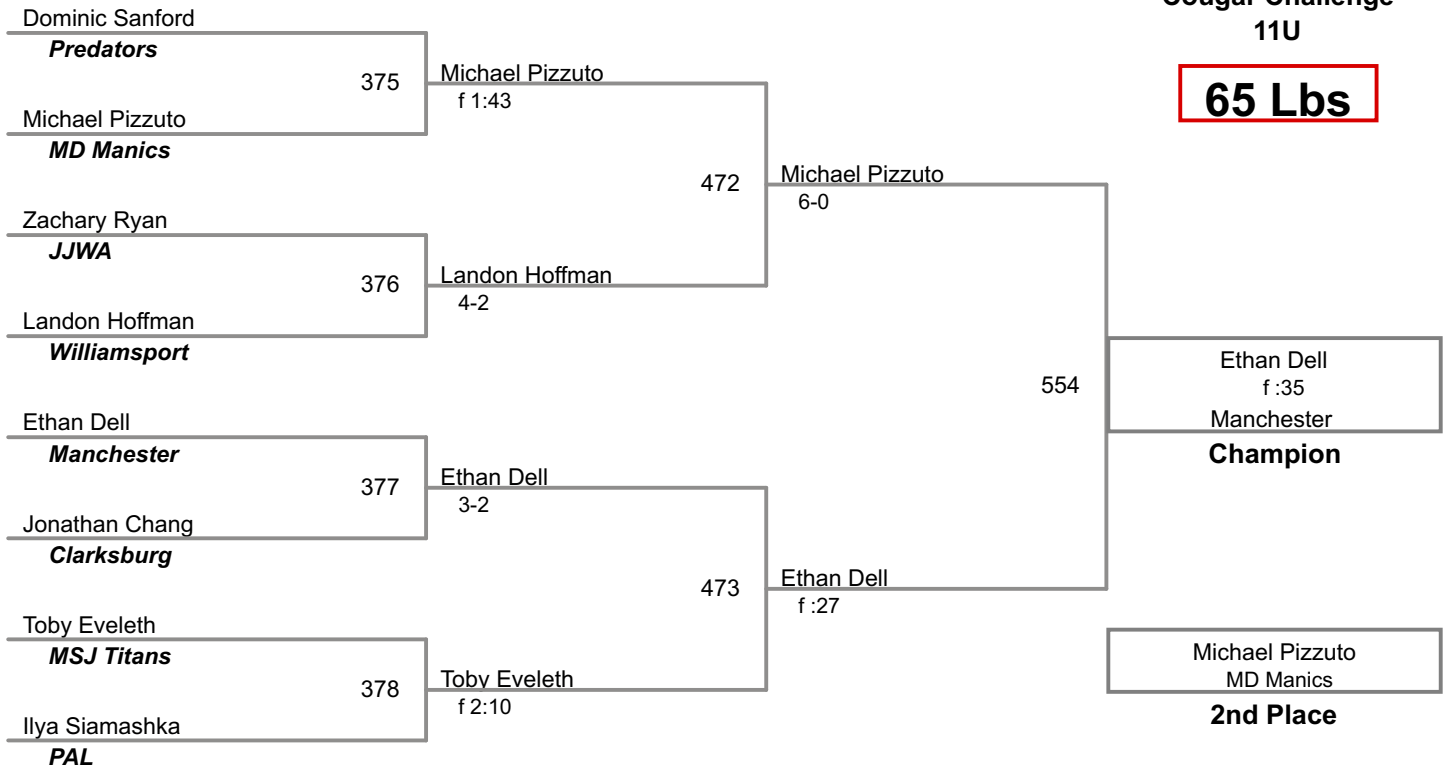 Cougar Challenge
11U
65 Lbs
Dominic Sanford
Predators
375
Michael Pizzuto
MD Manics
Michael Pizzuto
f 1:43
Zachary Ryan
JJWA
376
Landon Hoffman
Williamsport
Landon Hoffman
4-2
472
Michael Pizzuto
6-0
Ethan Dell
Manchester
377
Jonathan Chang
Clarksburg
Ethan Dell
3-2
Toby Eveleth
MSJ Titans
378
Ilya Siamashka
PAL
Toby Eveleth
f 2:10
473
Ethan Dell
f :27
554
Ethan Dell
f :35
Manchester
Champion
Michael Pizzuto
MD Manics
2nd Place